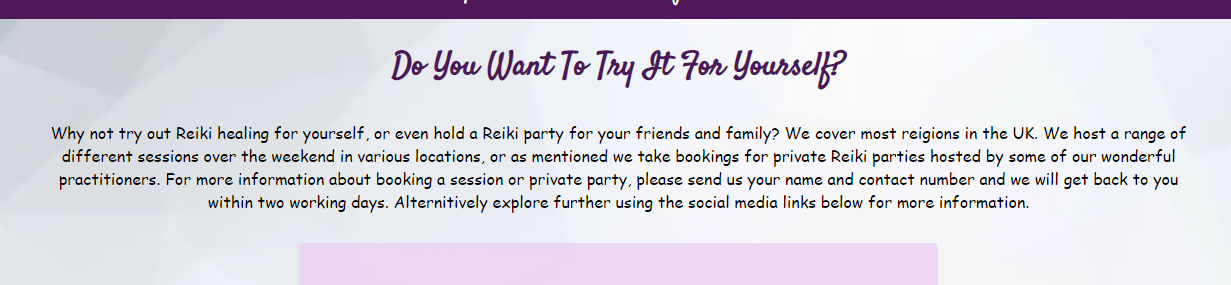 Do You Want To Try It For Yourself?
Why not try out Reiki healing for yourself, or even hold a Reiki party for your friends and family? We cover most reigions in the UK. We host a range of
different sessions over the weekend in various locations, or as mentioned we take bookings for private Reiki parties hosted by some of our wonderful
practitioners. For more information about booking a session or private party, please send us your name and contact number and we will get back to you
within two working days. Alternitively explore further using the social media links below for more information.